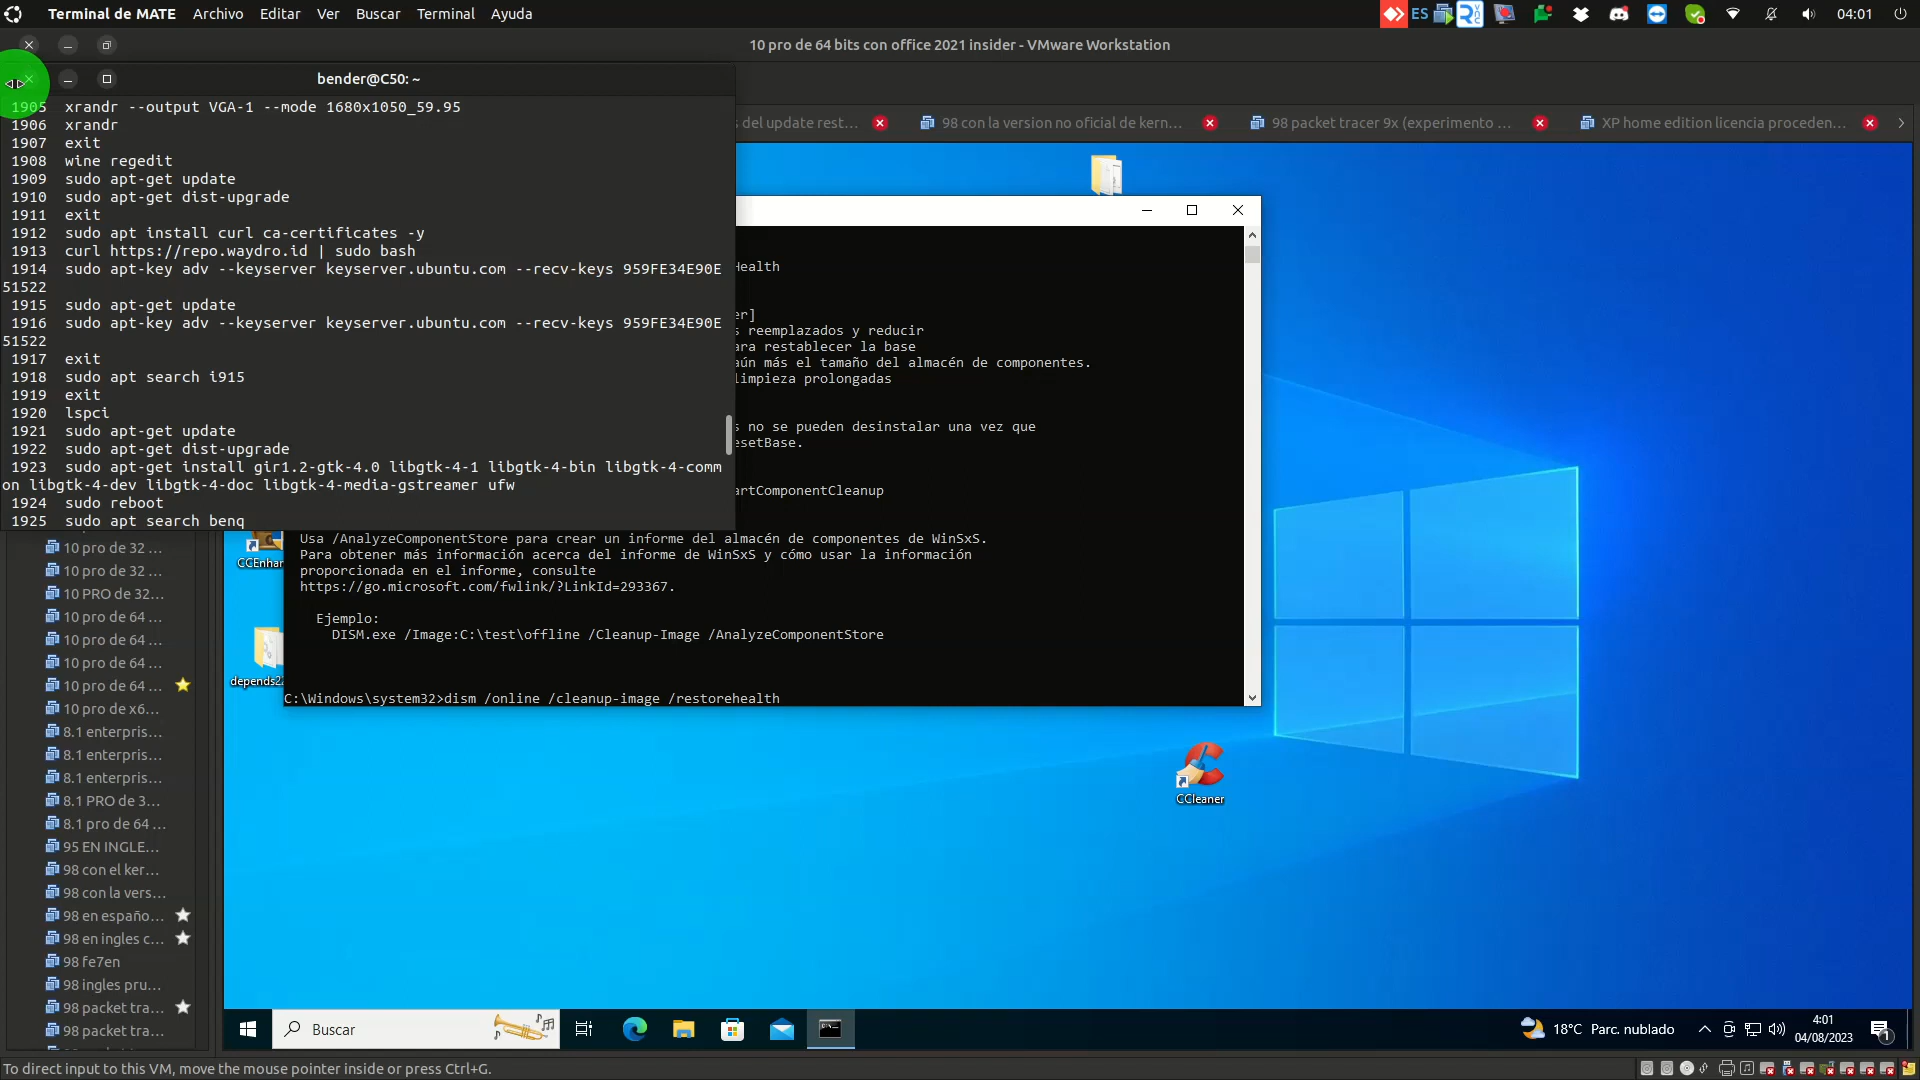 Terminal de MATE Archivo Editar Ver Buscar Terminal Ayuda
ES
04:01
10 pro de 64 bits con office 2021 insider - VMware Workstation
bender@C50: ~
1905 xrandr --output VGA-1 --mode 1680x1050_59.95
1906 xrandr
1907 exit
1908 wine regedit
1909 sudo apt-get update
1910 sudo apt-get dist-upgrade
1911 exit
1912 sudo apt install curl ca-certificates -y
1913 curl https://repo.waydro.id | sudo bash
1914 sudo apt-key adv --keyserver keyserver.ubuntu.com --recv-keys 959FE34E90E
51522
1915 sudo apt-get update
1916 sudo apt-key adv --keyserver keyserver.ubuntu.com --recv-keys 959FE34E90E
51522
1917 exit
1918 sudo apt search i915
1919 exit
1920 lspci
1921 sudo apt-get update
1922 sudo apt-get dist-upgrade
1923 sudo apt-get install gir1.2-gtk-4.0 libgtk-4-1 libgtk-4-bin libgtk-4-comm
on libgtk-4-dev libgtk-4-doc libgtk-4-media-gstreamer ufw
1924 sudo reboot
1925 sudo apt search benq
s del update rest...
98 con la version no oficial de kern...
98 packet tracer 9x (experimento ...
XP home edition licencia proceden...
Health
er]
s reemplazados y reducir
ara restablecer la base
aún más el tamaño del almacén de componentes.
limpieza prolongadas
s no se pueden desinstalar una vez que
esetBase.
artComponentCleanup
Usa /AnalyzeComponentStore para crear un informe del almacén de componentes de WinSxS.
Para obtener más información acerca del informe de WinSxS y cómo usar la información
proporcionada en el informe, consulte
https://go.microsoft.com/fwlink/?LinkId=293367.
Ejemplo:
DISM.exe /Image:C:\test\offline /Cleanup-Image /AnalyzeComponentStore
C:\Windows\system32>dism /online /cleanup-image /restorehealth
10 pro de 32 ...
10 pro de 32 ...
10 PRO de 32...
10 pro de 64 ...
10 pro de 64 ...
10 pro de 64 ...
10 pro de 64 ...
10 pro de x6...
8.1 enterpris...
8.1 enterpris...
8.1 enterpris...
8.1 PRO de 3...
8.1 pro de 64 ...
95 EN INGLE...
98 con el ker...
98 con la vers...
98 en españo...
98 en ingles c...
98 fe7en
98 ingles pru...
98 packet tra...
98 packet tra...
CCEnhan
depends22
CCleaner
Buscar
18°C Parc. nublado
4:01
04/08/2023
1
To direct input to this VM, move the mouse pointer inside or press Ctrl+G.